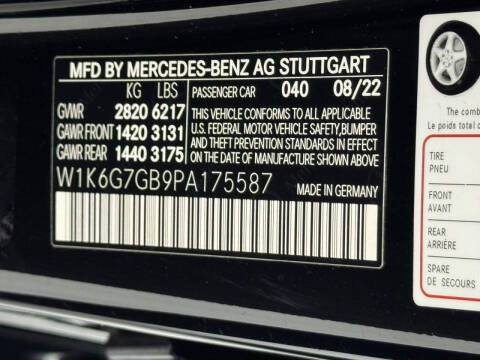 MFD BY MERCEDES-BENZ AG STUTTGART
KG LBS PASSENGER CAR 040 08/22
GVWR 2820 6217
GAWR FRONT 1420 3131
GAWR REAR 1440 3175
THIS VEHICLE CONFORMS TO ALL APPLICABLE
U.S. FEDERAL MOTOR VEHICLE SAFETY,BUMPER
AND THEFT PREVENTION STANDARDS IN EFFECT
ON THE DATE OF MANUFACTURE SHOWN ABOVE
W1K6G7GB9PA175587 MADE IN GERMANY
The comb
Le poids total c
TIRE
PNEU
FRONT
AVANT
REAR
ARRIÈRE
SPARE
DE SECOURS